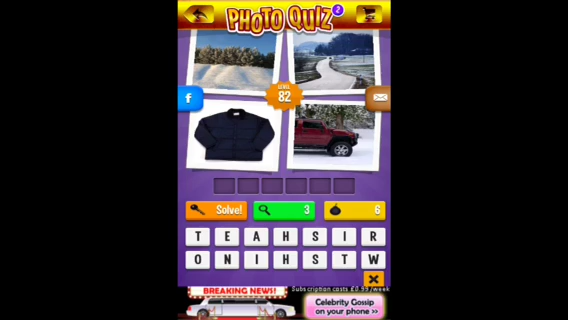 PHOTO QUIZ 2
LEVEL
82
f
Solve! 3 6
T E A H S I R
O N I H S T W
X
BREAKING NEWS! Subscription costs £0.99/week
Celebrity Gossip
on your phone >>